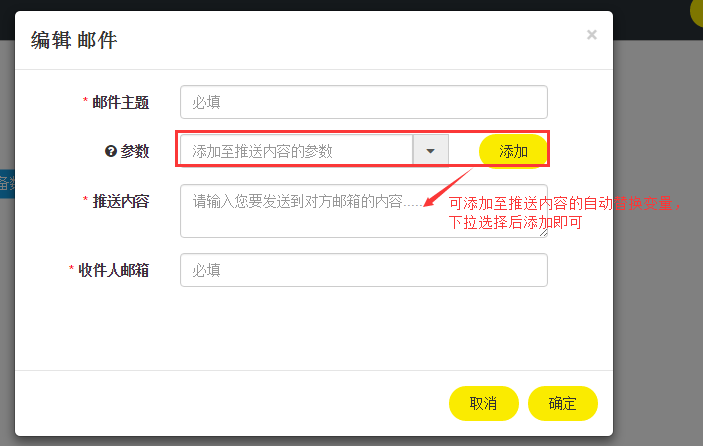 编辑 邮件
×
* 邮件主题 必填
参数 添加至推送内容的参数 添加
* 推送内容 请输入您要发送到对方邮箱的内容......
可添加至推送内容的自动替换变量，
下拉选择后添加即可
* 收件人邮箱 必填
取消 确定